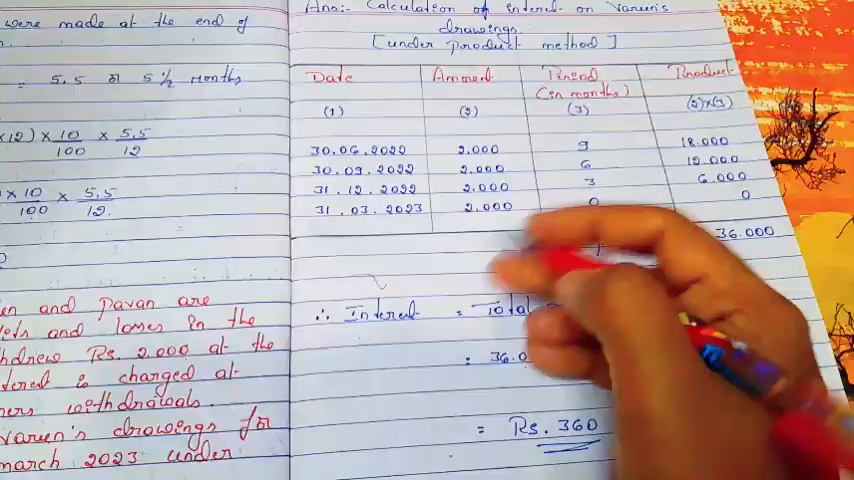 were made at the end of
= 5.5 or 5 1/2 Months
×12) × 10/100 × 5.5/12
× 10/100 × 5.5/12.
en and Pavan are
and losses in the
hdrew Rs. 2.000 at the
is charged at
withdrawals.
varun's drawings for
march 2023 under
Ans:- Calculation of interest on Varun's
drawings.
[under product method]
Date Amount Period Product
(in months)
(1) (2) (3) (2)×(3)
30.06.2022 2.000 9 18.000
30.09.2022 2.000 6 12.000
31.12.2022 2.000 3 6.000
31.03.2023 2.000 0 0
36.000
∴ Interest = Total
= 36.0
= Rs. 360